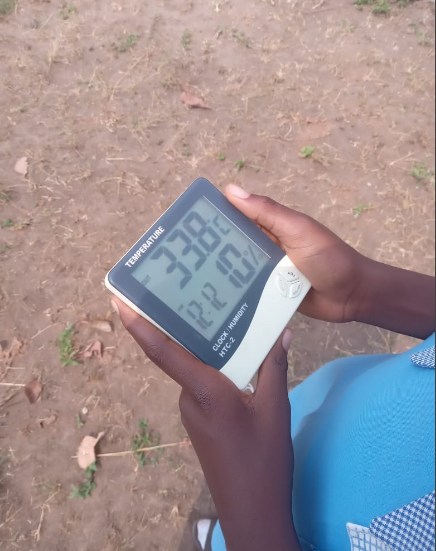 TEMPERATURE
33.8°C
12:12 10%
CLOCK/HUMIDITY
HTC-2